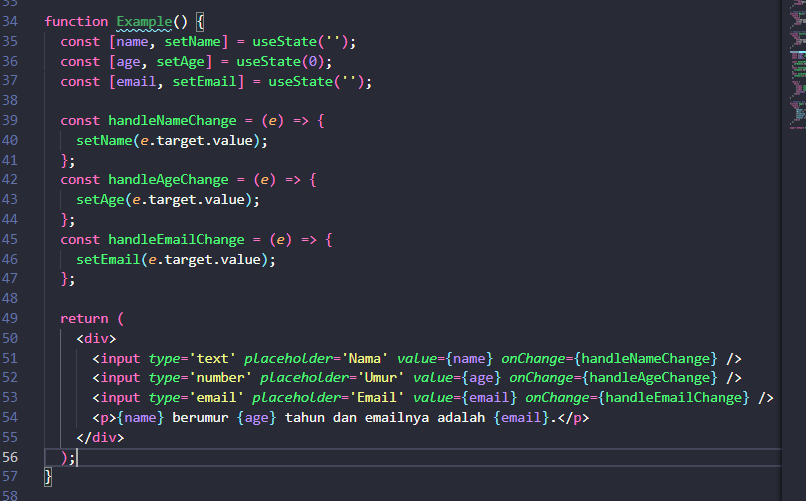 33
34 function Example() {
35 const [name, setName] = useState('');
36 const [age, setAge] = useState(0);
37 const [email, setEmail] = useState('');
38
39 const handleNameChange = (e) => {
40 setName(e.target.value);
41 };
42 const handleAgeChange = (e) => {
43 setAge(e.target.value);
44 };
45 const handleEmailChange = (e) => {
46 setEmail(e.target.value);
47 };
48
49 return (
50 <div>
51 <input type='text' placeholder='Nama' value={name} onChange={handleNameChange} />
52 <input type='number' placeholder='Umur' value={age} onChange={handleAgeChange} />
53 <input type='email' placeholder='Email' value={email} onChange={handleEmailChange} />
54 <p>{name} berumur {age} tahun dan emailnya adalah {email}.</p>
55 </div>
56 );
57 }
58